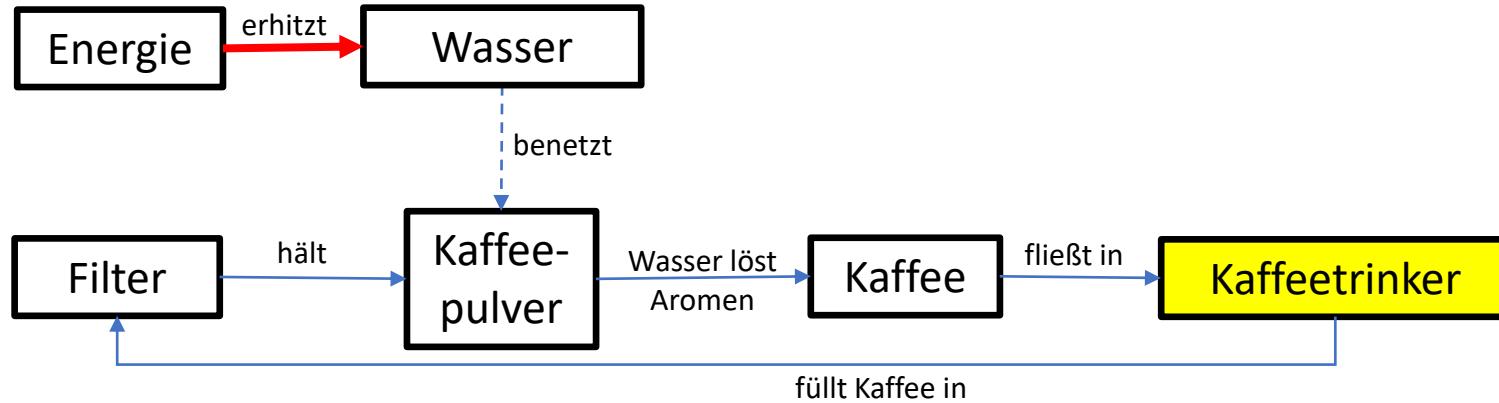 erhitzt
Energie
Wasser
benetzt
Filter
hält
Kaffee-
pulver
Wasser löst
Aromen
Kaffee
fließt in
Kaffeetrinker
füllt Kaffee in